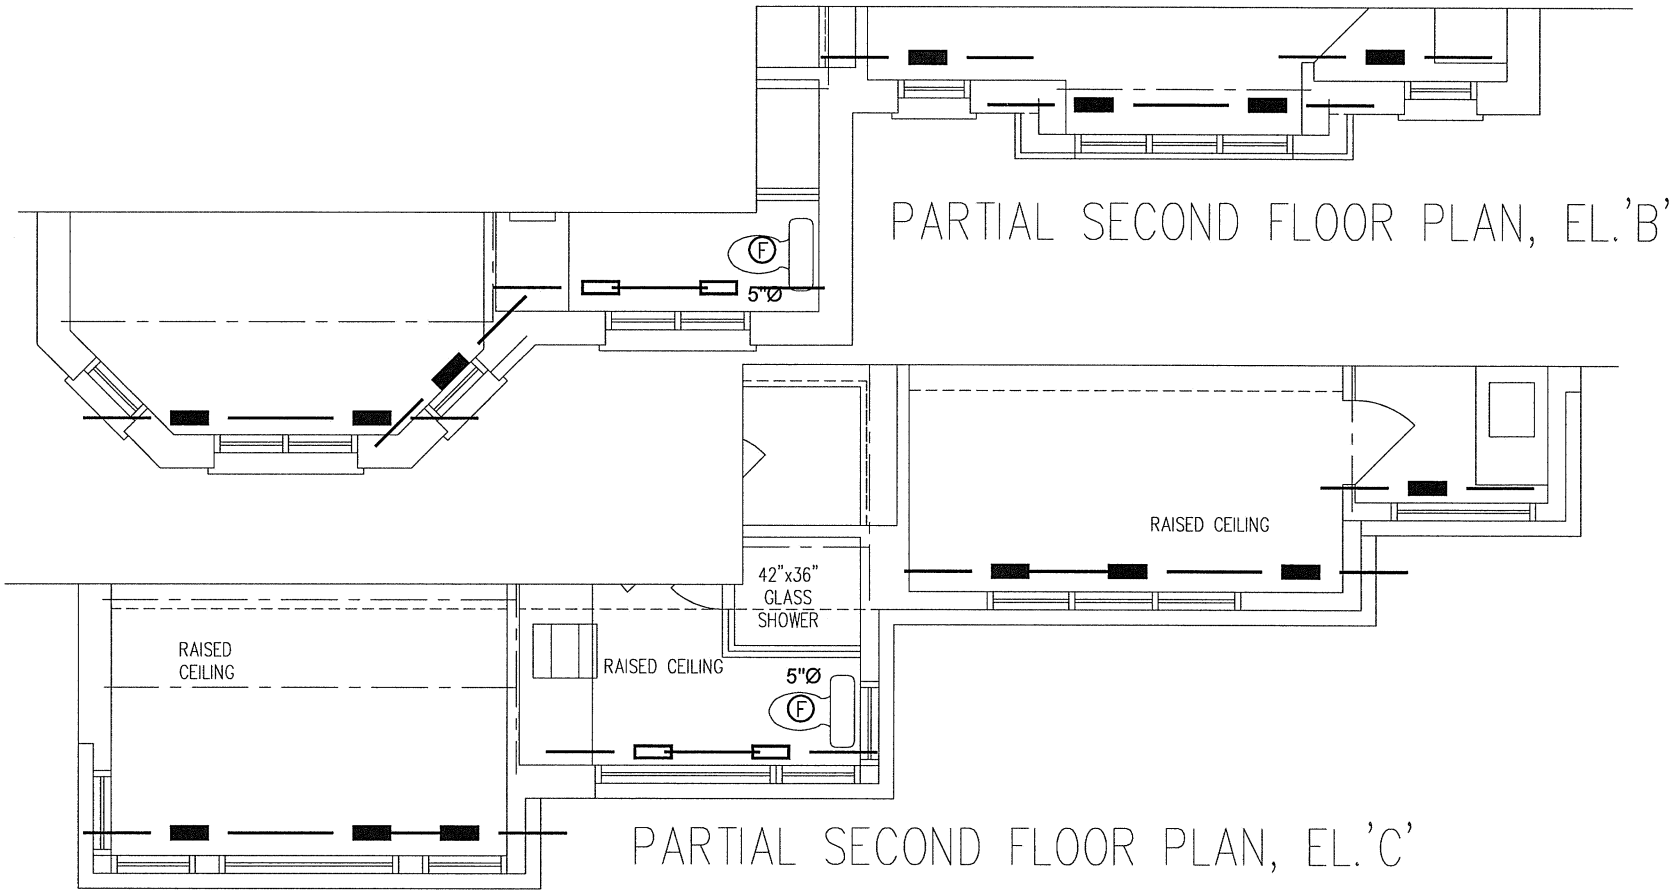 PARTIAL SECOND FLOOR PLAN, EL.'B'
F
5"Ø
RAISED CEILING
42"x36"
GLASS
SHOWER
RAISED
CEILING
RAISED CEILING
5"Ø
F
PARTIAL SECOND FLOOR PLAN, EL.'C'